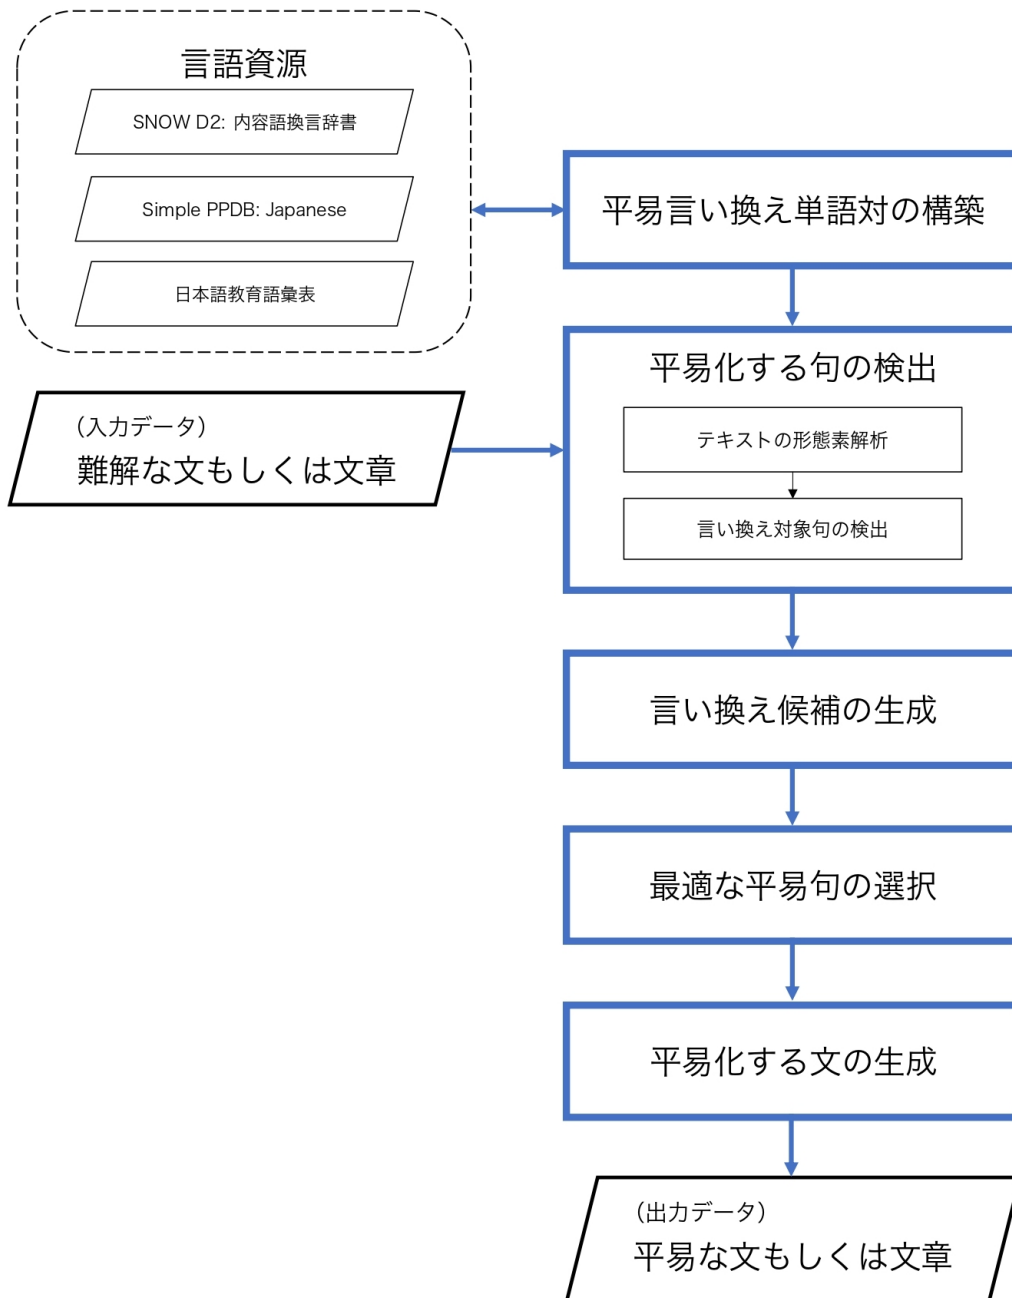 言語資源
SNOW D2: 内容語換言辞書
Simple PPDB: Japanese
日本語教育語彙表
平易言い換え単語対の構築
(入力データ)
難解な文もしくは文章
平易化する句の検出
テキストの形態素解析
言い換え対象句の検出
言い換え候補の生成
最適な平易句の選択
平易化する文の生成
(出力データ)
平易な文もしくは文章